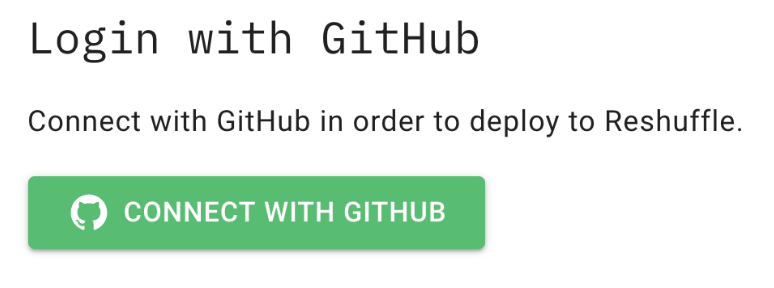 Login with GitHub
Connect with GitHub in order to deploy to Reshuffle.
CONNECT WITH GITHUB